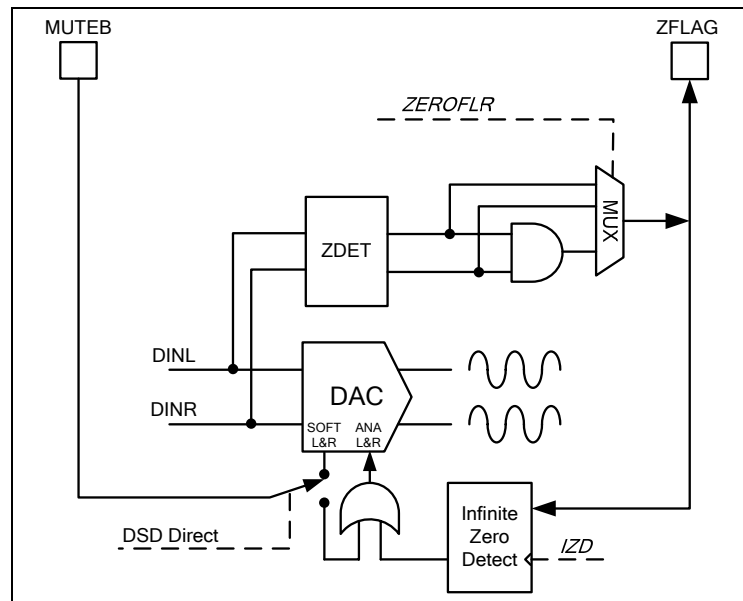 MUTEB
ZFLAG
ZEROFLR
MUX
ZDET
DINL
DINR
DAC
SOFT
L&R
ANA
L&R
DSD Direct
Infinite
Zero
Detect
IZD